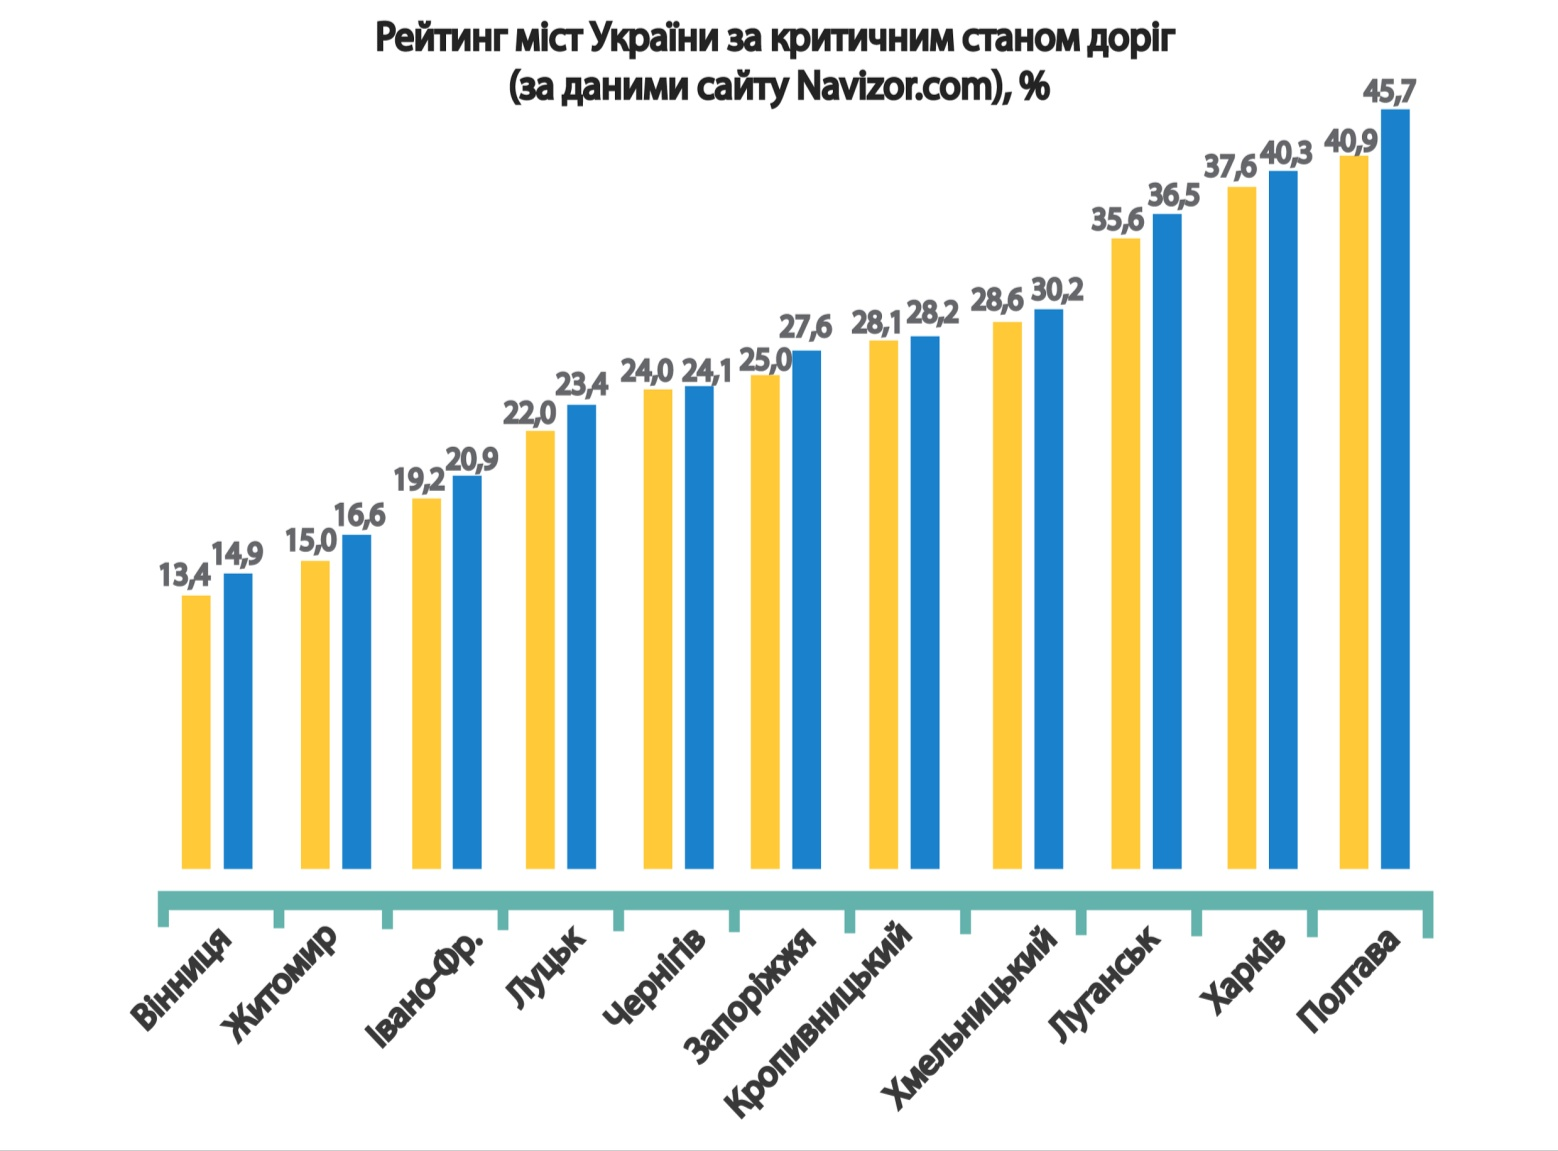 Рейтинг міст України за критичним станом доріг
(за даними сайту Navizor.com), %
13,4
14,9
15,0
16,6
19,2
20,9
22,0
23,4
24,0
24,1
25,0
27,6
28,1
28,2
28,6
30,2
35,6
36,5
37,6
40,3
40,9
45,7
Вінниця
Житомир
Івано-Фр.
Луцьк
Чернігів
Запоріжжя
Кропивницький
Хмельницький
Луганськ
Харків
Полтава